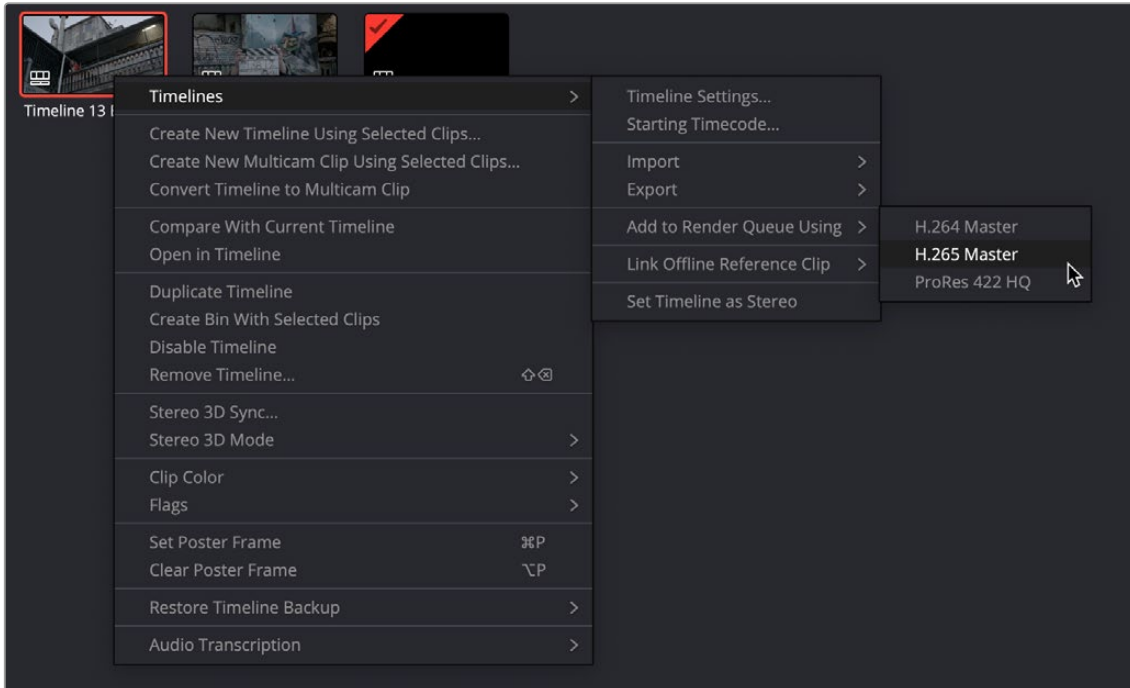 Timeline 13
Timelines >
Create New Timeline Using Selected Clips...
Create New Multicam Clip Using Selected Clips...
Convert Timeline to Multicam Clip
Compare With Current Timeline
Open in Timeline
Duplicate Timeline
Create Bin With Selected Clips
Disable Timeline
Remove Timeline... ⇧⌫
Stereo 3D Sync...
Stereo 3D Mode >
Clip Color >
Flags >
Set Poster Frame ⌘P
Clear Poster Frame ⌥P
Restore Timeline Backup >
Audio Transcription >
Timeline Settings...
Starting Timecode...
Import >
Export >
Add to Render Queue Using >
Link Offline Reference Clip >
Set Timeline as Stereo
H.264 Master
H.265 Master
ProRes 422 HQ